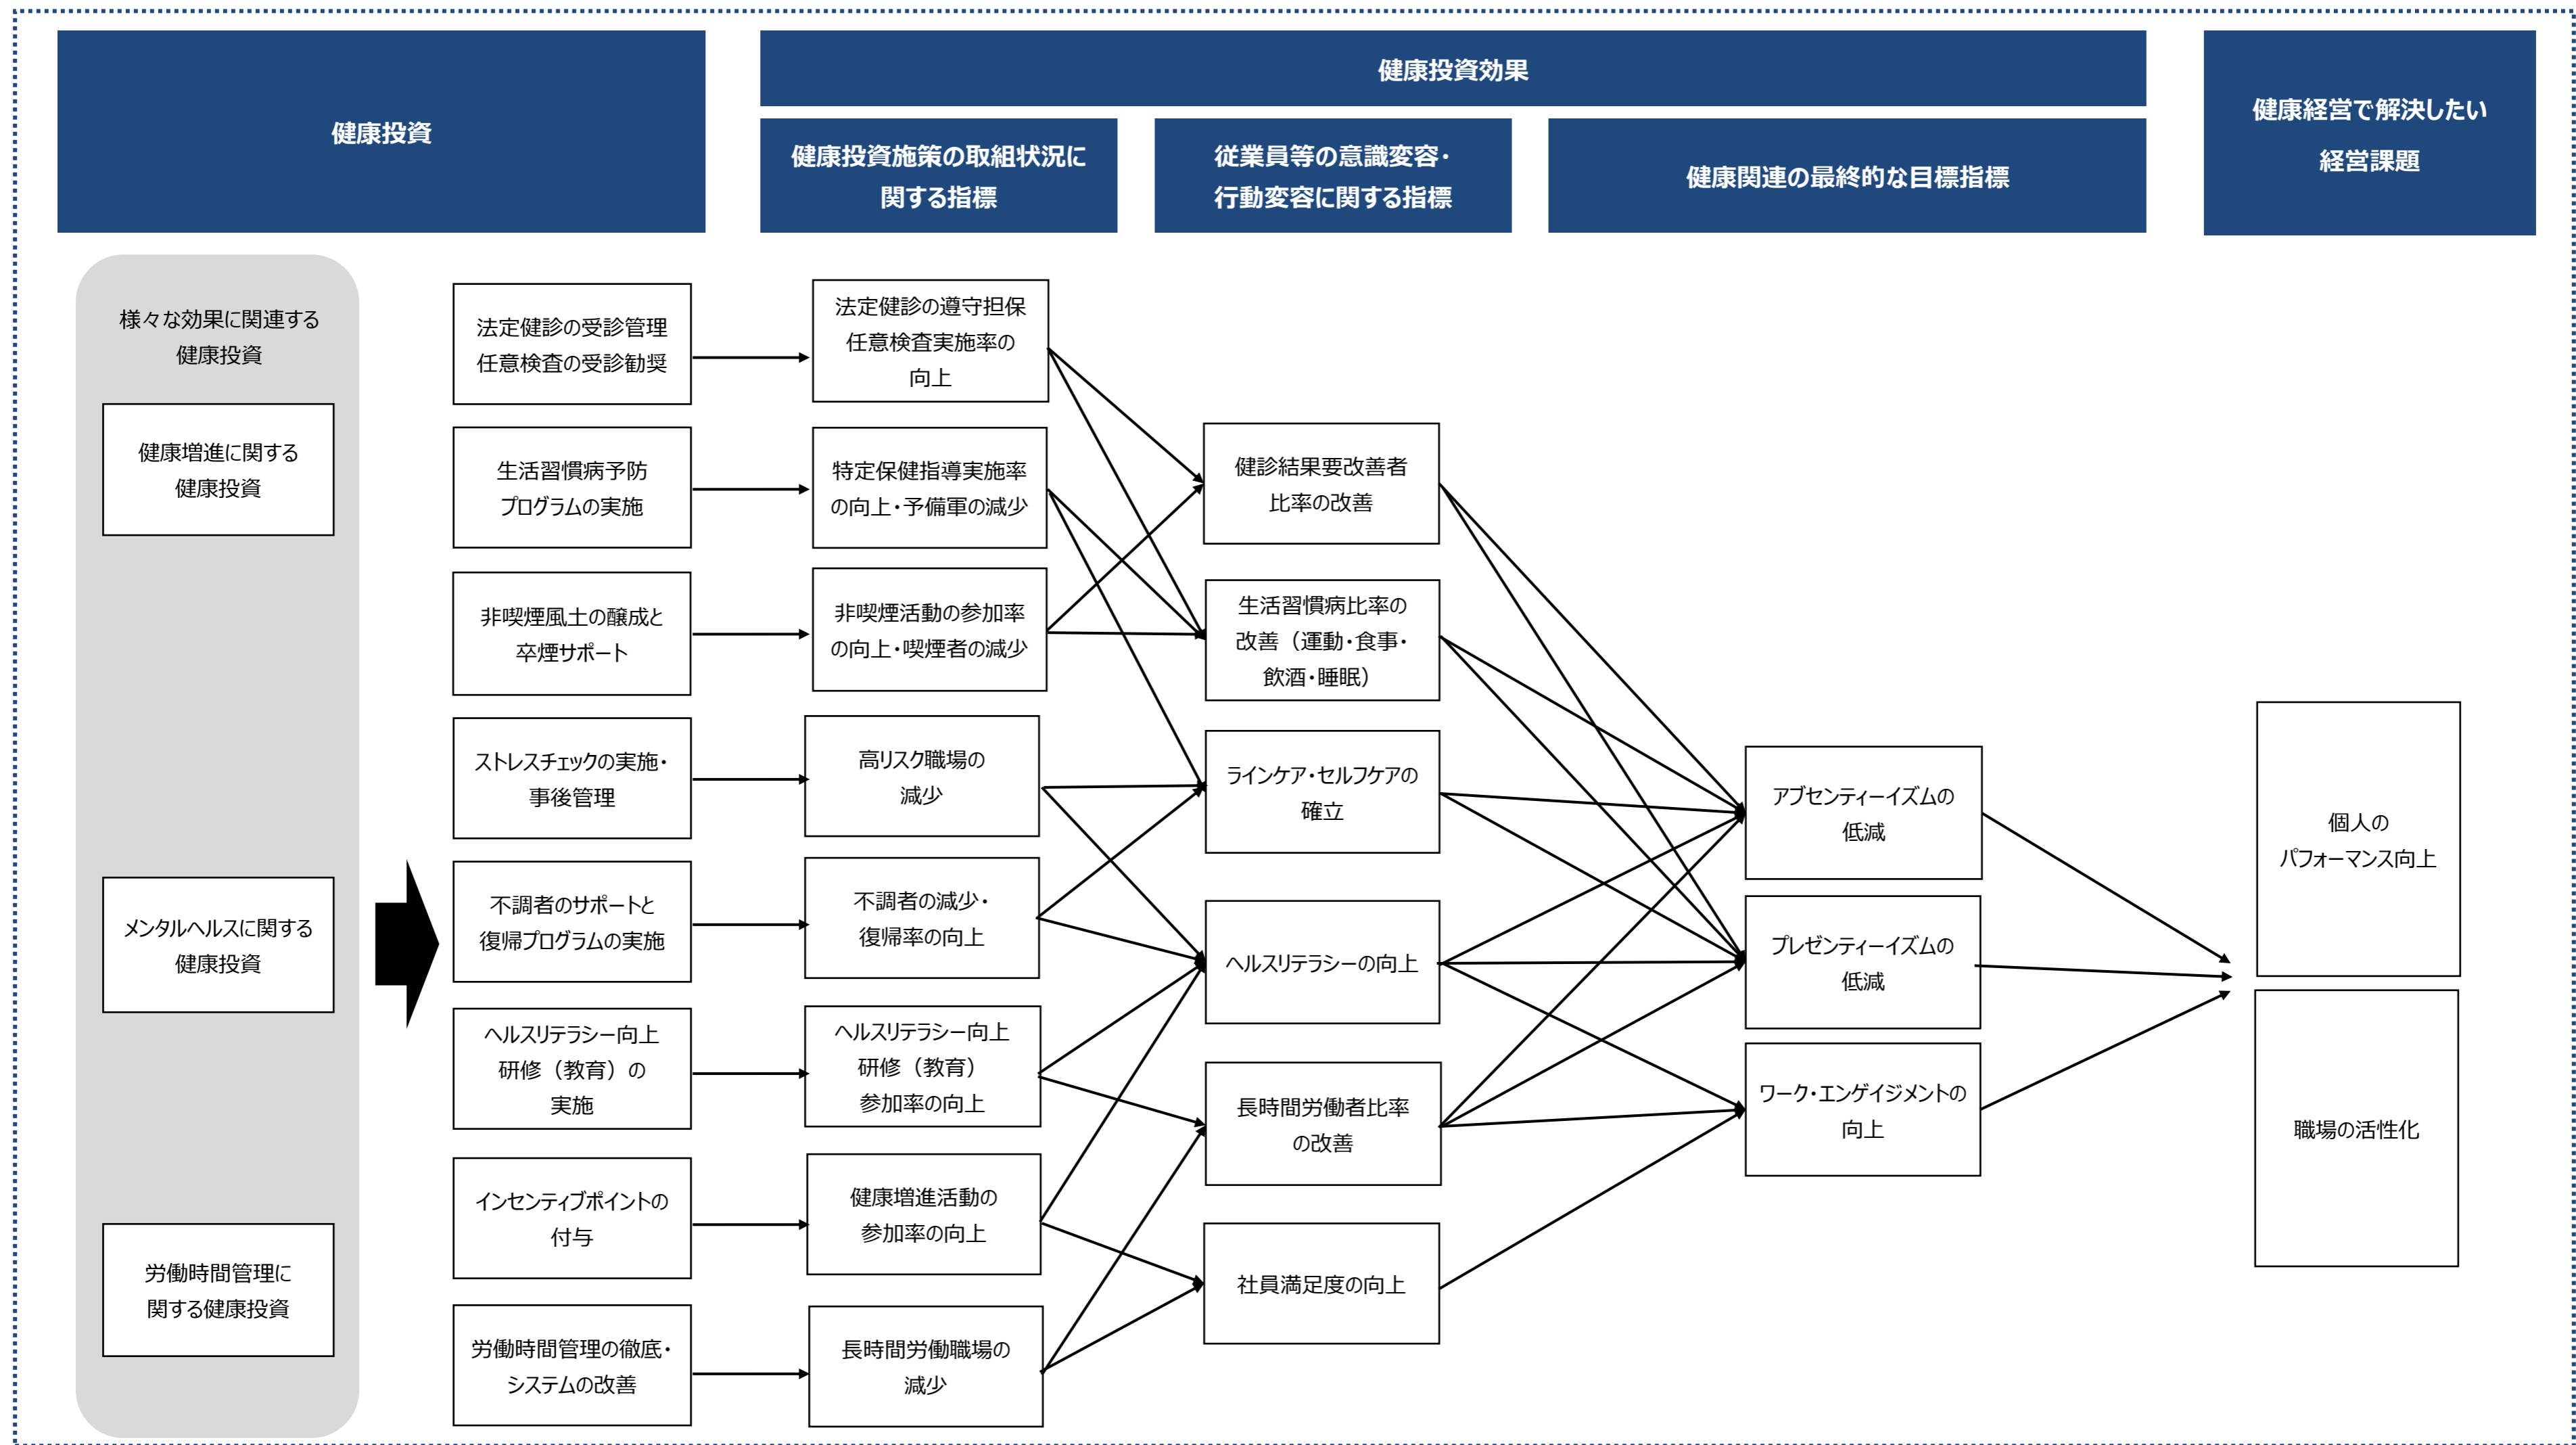 健康投資
健康投資効果
健康投資施策の取組状況に
関する指標
従業員等の意識変容・
行動変容に関する指標
健康関連の最終的な目標指標
健康経営で解決したい
経営課題
様々な効果に関連する
健康投資
健康増進に関する
健康投資
メンタルヘルスに関する
健康投資
労働時間管理に
関する健康投資
法定健診の受診管理
任意検査の受診勧奨
生活習慣病予防
プログラムの実施
非喫煙風土の醸成と
卒煙サポート
ストレスチェックの実施・
事後管理
不調者のサポートと
復帰プログラムの実施
ヘルスリテラシー向上
研修（教育）の
実施
インセンティブポイントの
付与
労働時間管理の徹底・
システムの改善
法定健診の遵守担保
任意検査実施率の
向上
特定保健指導実施率
の向上・予備軍の減少
非喫煙活動の参加率
の向上・喫煙者の減少
高リスク職場の
減少
不調者の減少・
復帰率の向上
ヘルスリテラシー向上
研修（教育）
参加率の向上
健康増進活動の
参加率の向上
長時間労働職場の
減少
健診結果要改善者
比率の改善
生活習慣病比率の
改善（運動・食事・
飲酒・睡眠）
ラインケア・セルフケアの
確立
ヘルスリテラシーの向上
長時間労働者比率
の改善
社員満足度の向上
アブセンティーイズムの
低減
プレゼンティーイズムの
低減
ワーク・エンゲイジメントの
向上
個人の
パフォーマンス向上
職場の活性化